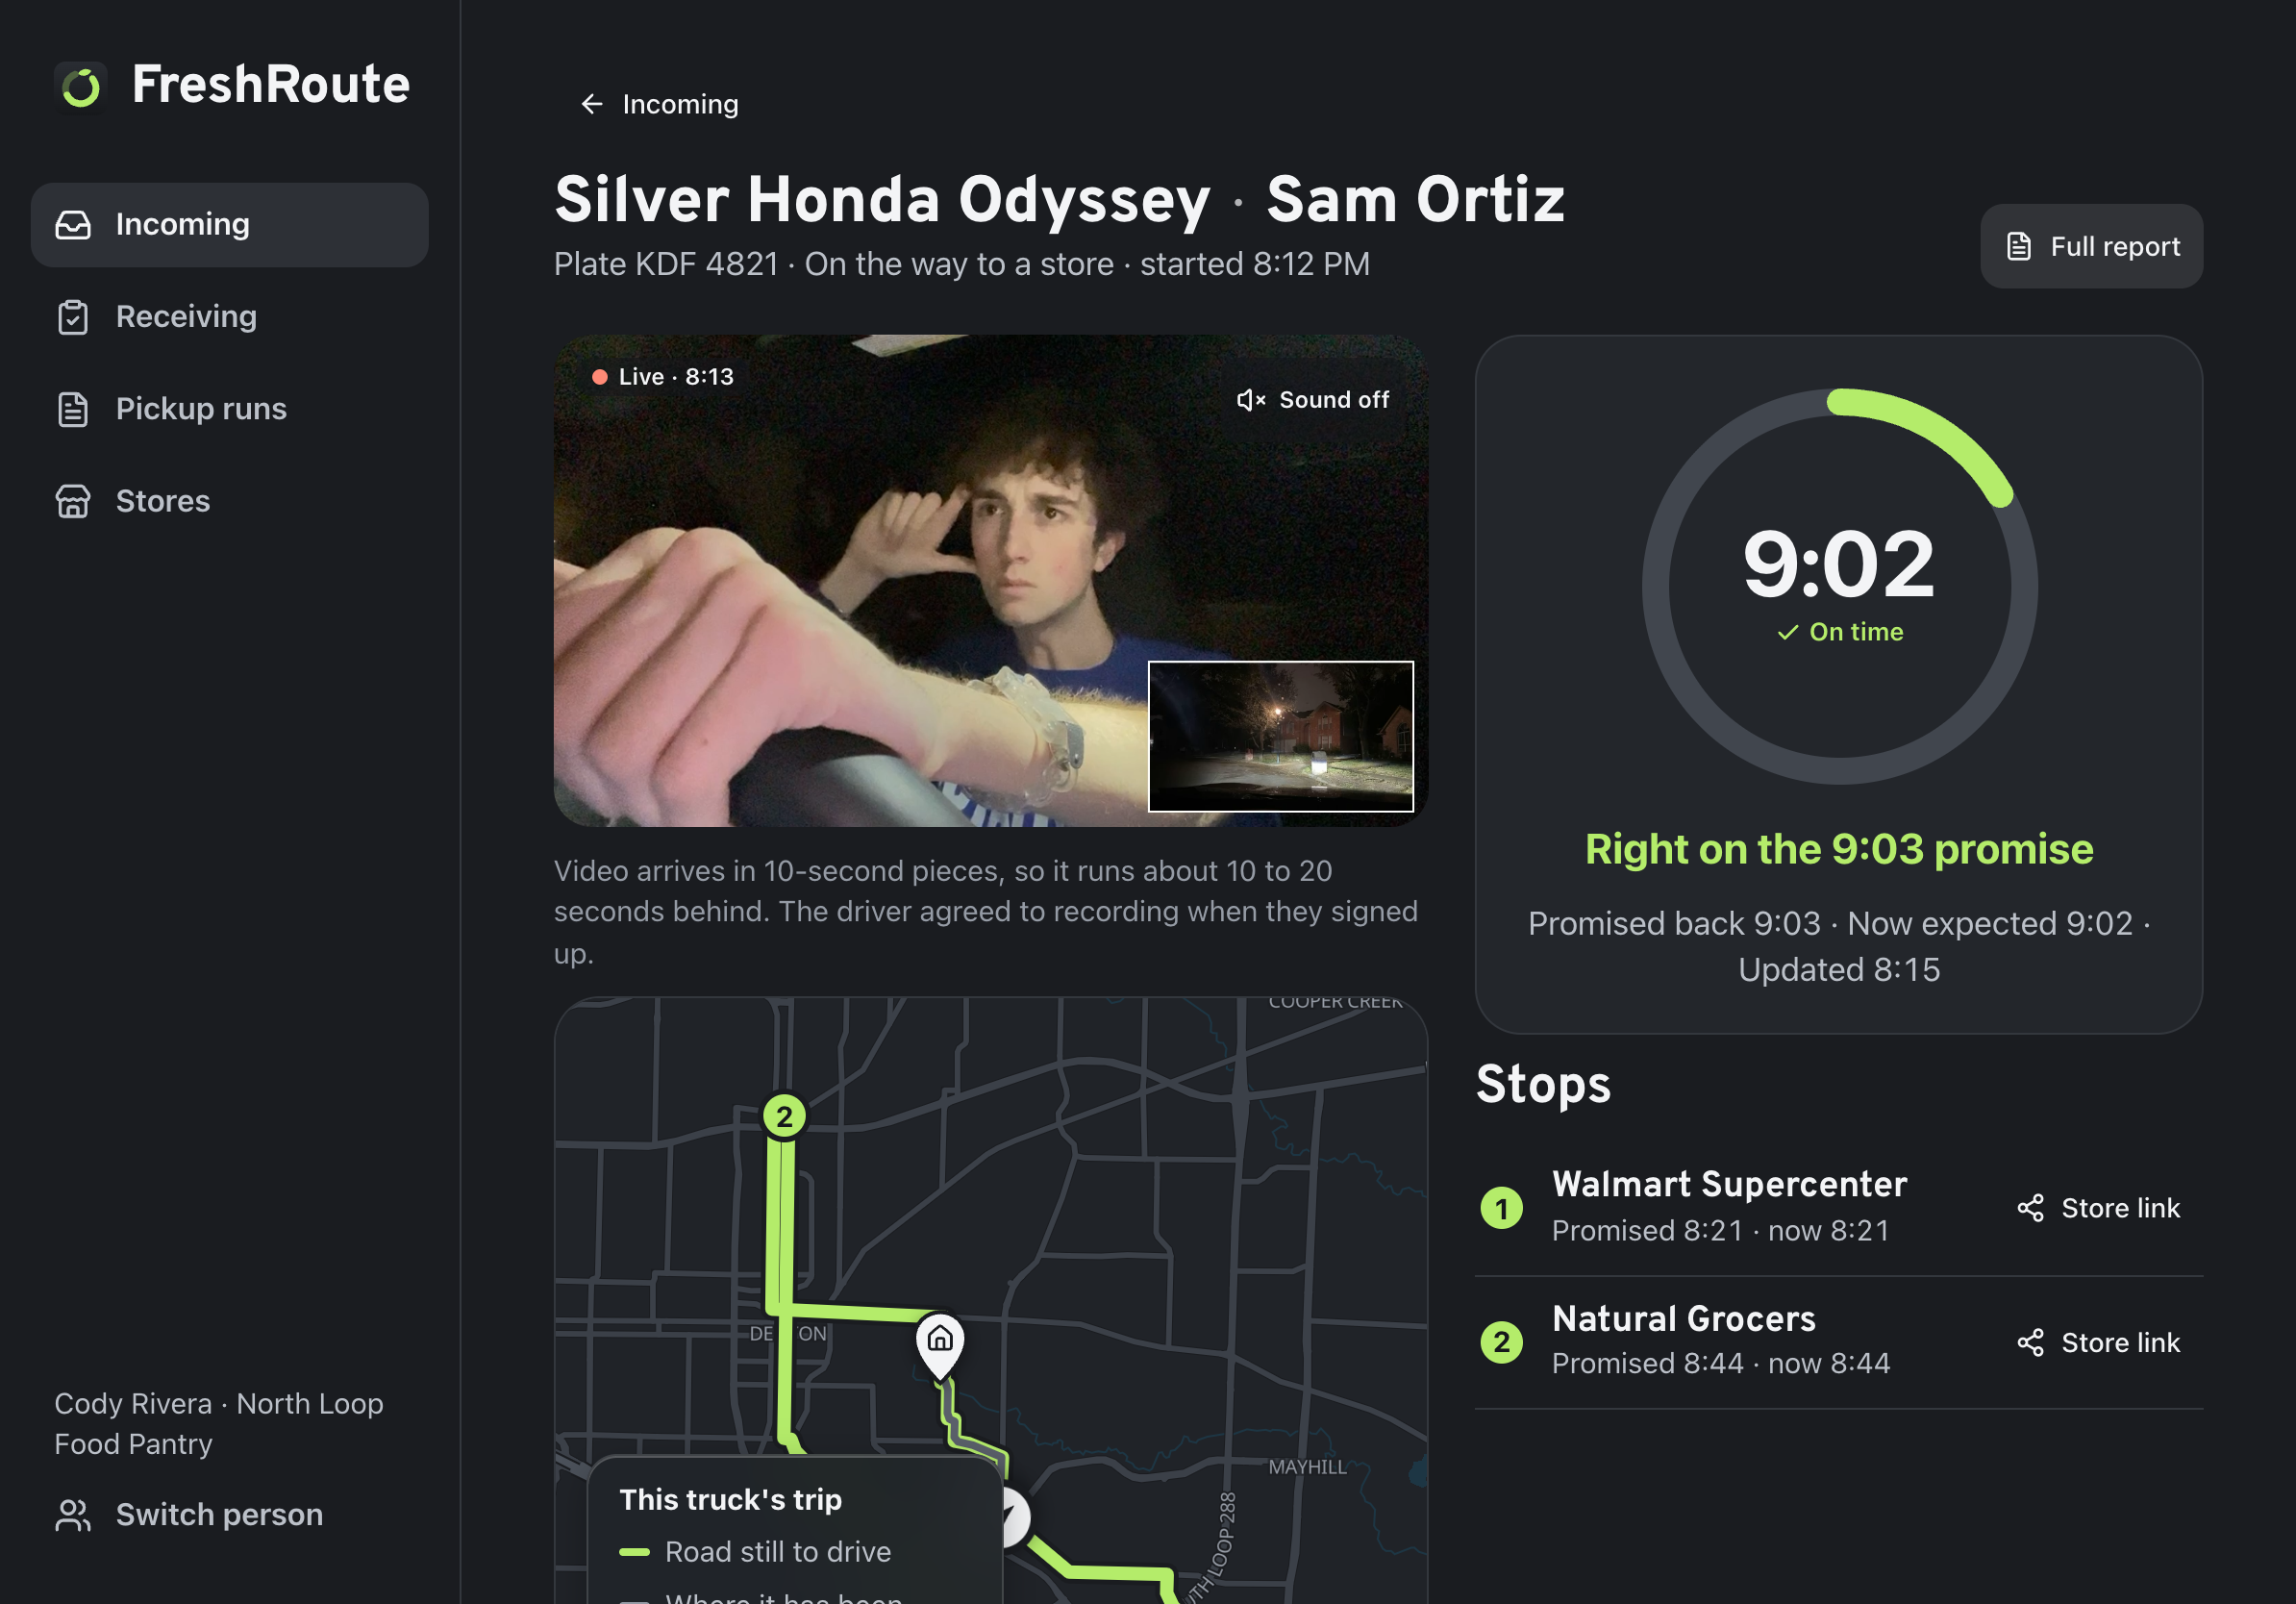 FreshRoute
Incoming
Receiving
Pickup runs
Stores
Cody Rivera · North Loop
Food Pantry
Switch person
Incoming
Silver Honda Odyssey · Sam Ortiz
Plate KDF 4821 · On the way to a store · started 8:12 PM
Full report
Live · 8:13
Sound off
Video arrives in 10-second pieces, so it runs about 10 to 20
seconds behind. The driver agreed to recording when they signed
up.
COOPER CREEK
2
MAYHILL
This truck's trip
Road still to drive
Where it has been
9:02
On time
Right on the 9:03 promise
Promised back 9:03 · Now expected 9:02 ·
Updated 8:15
Stops
1
Walmart Supercenter
Promised 8:21 · now 8:21
Store link
2
Natural Grocers
Promised 8:44 · now 8:44
Store link